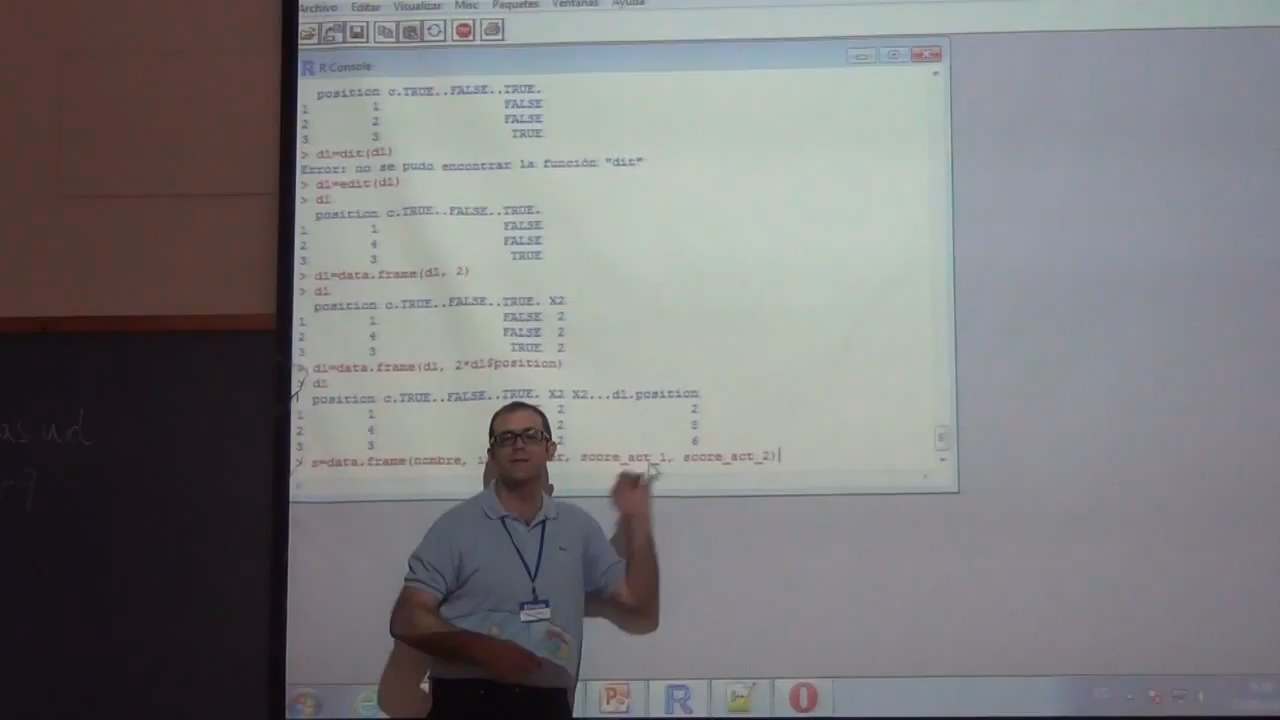 Archivo Editar Visualizar Misc Paquetes Ventanas Ayuda
R Console
position c.TRUE..FALSE..TRUE.
1 1 FALSE
2 2 FALSE
3 3 TRUE
> d1=dit(d1)
Error: no se pudo encontrar la función "dit"
> d1=edit(d1)
> d1
position c.TRUE..FALSE..TRUE.
1 1 FALSE
2 4 FALSE
3 3 TRUE
> d1=data.frame(d1, 2)
> d1
position c.TRUE..FALSE..TRUE. X2
1 1 FALSE 2
2 4 FALSE 2
3 3 TRUE 2
> d1=data.frame(d1, 2*d1$position)
> d1
position c.TRUE..FALSE..TRUE. X2 X2...d1.position
1 1 2 2
2 4 2 8
3 3 2 6
> s=data.frame(nombre, score_act_1, score_act_2)